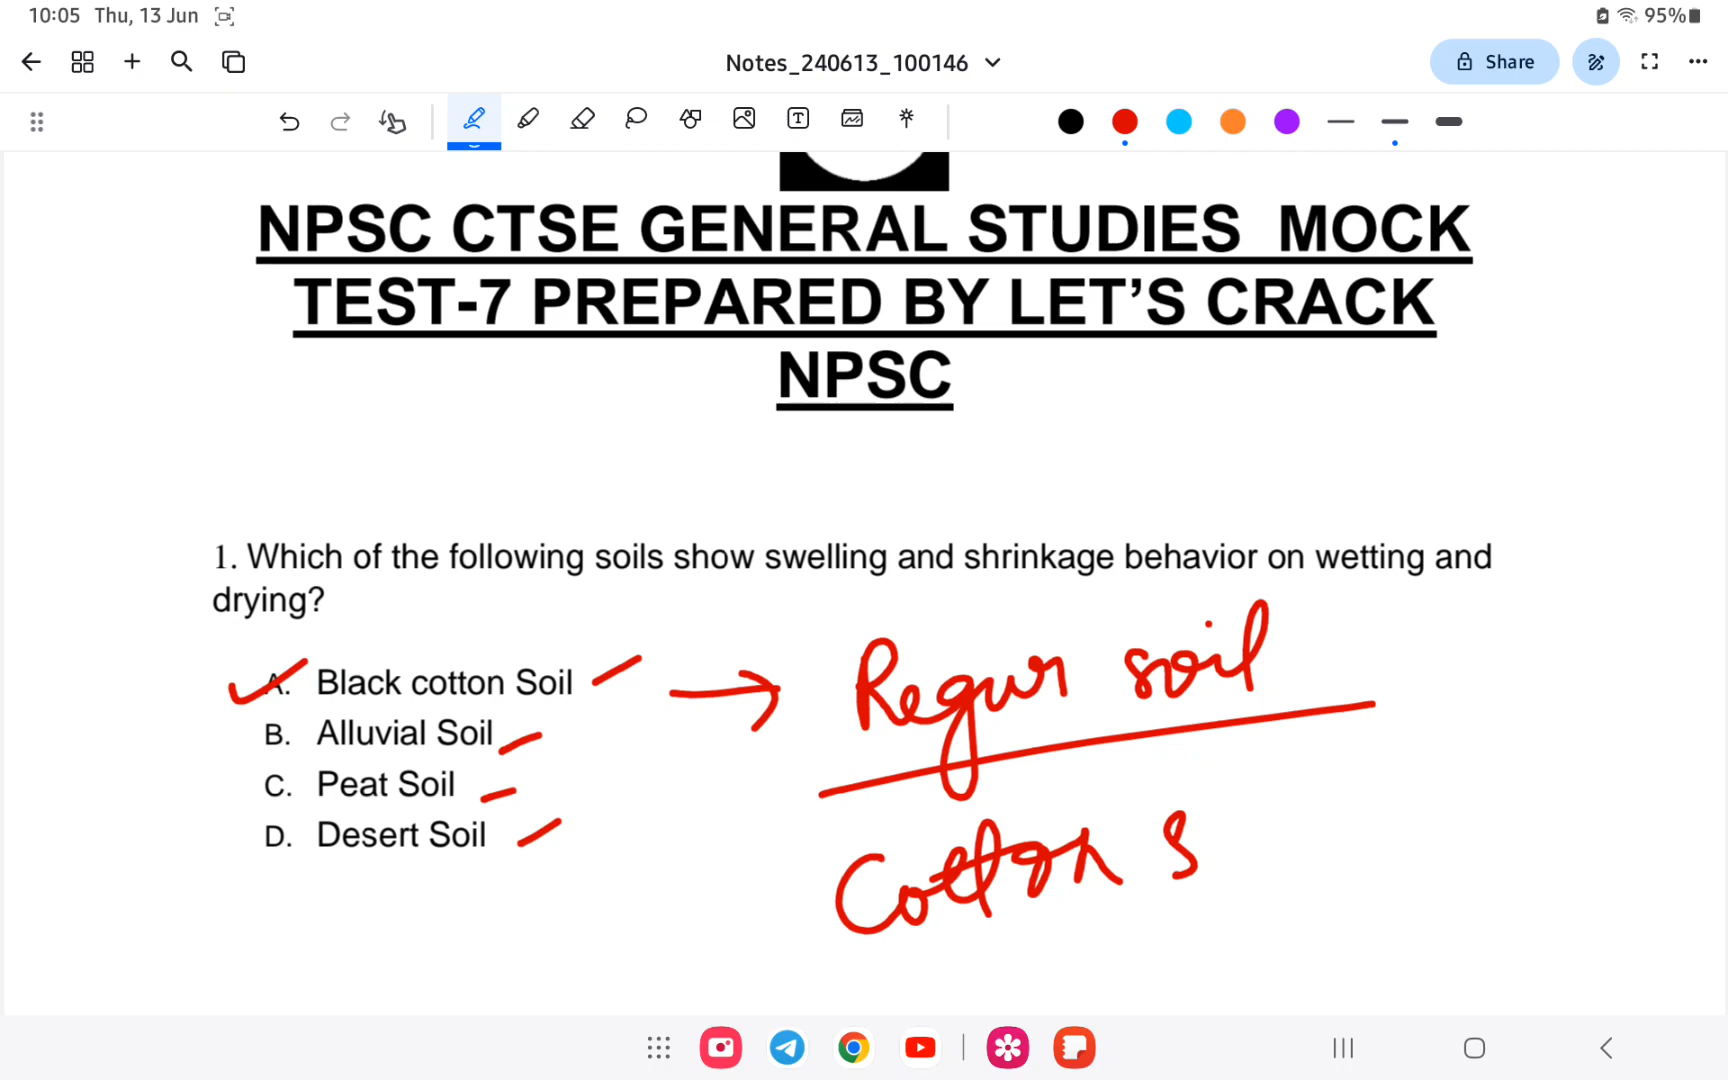 10:05 Thu, 13 Jun 95%
Notes_240613_100146
Share
NPSC CTSE GENERAL STUDIES MOCK
TEST-7 PREPARED BY LET’S CRACK
NPSC
1. Which of the following soils show swelling and shrinkage behavior on wetting and
drying?
A. Black cotton Soil
Regur soil
B. Alluvial Soil
C. Peat Soil
D. Desert Soil
Cotton S